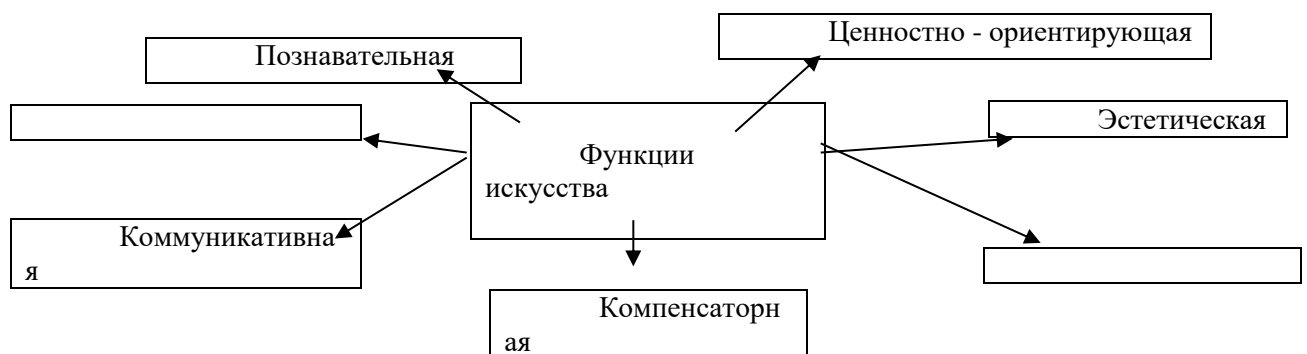 Ценностно - ориентирующая
Познавательная
Эстетическая
Функции
искусства
Коммуникативна
я
Компенсаторн
ая